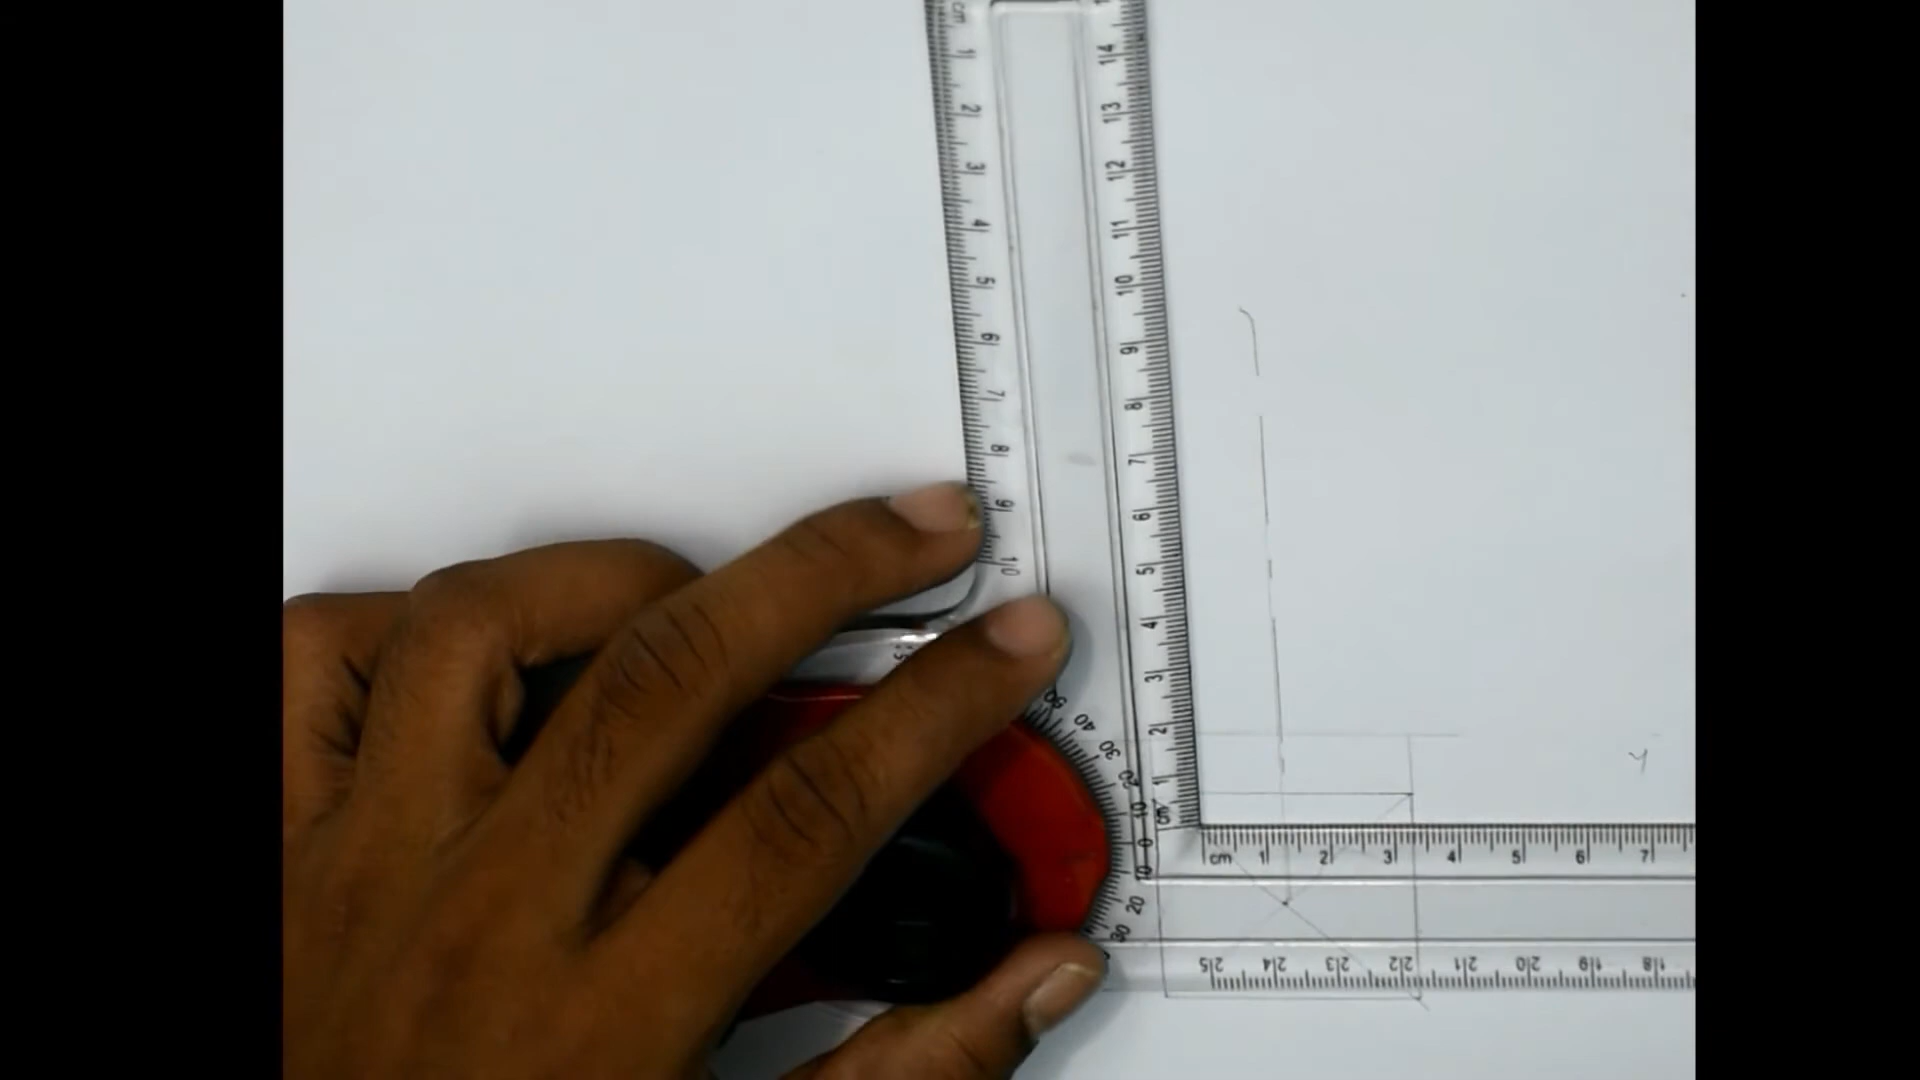 cm 1 2 3 4 5 6 7 8 9 10
14 13 12 11 10 9 8 7 6 5 4 3 2 1 cm
50 40 30 20 10 0 10 20 30
cm 1 2 3 4 5 6 7
25 24 23 22 21 20 19 18
y